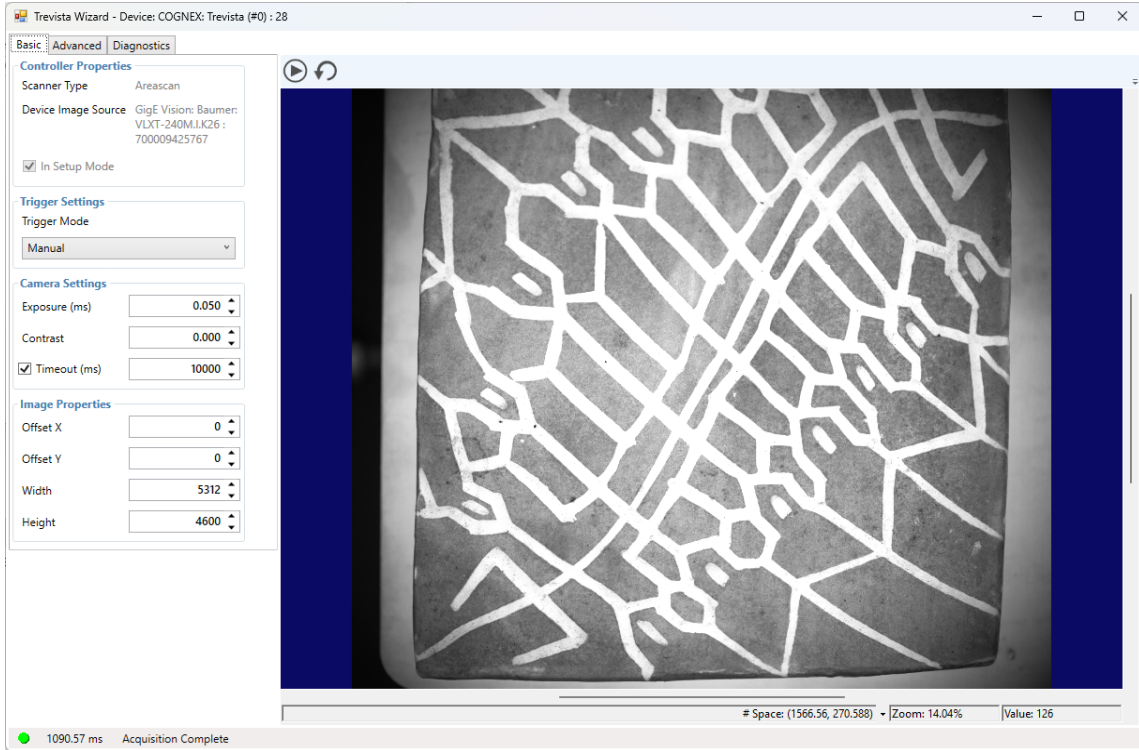 Trevista Wizard - Device: COGNEX: Trevista (#0) : 28
Basic Advanced Diagnostics
Controller Properties
Scanner Type Areascan
Device Image Source GigE Vision: Baumer:
VLXT-240M.I.K26 :
700009425767
In Setup Mode
Trigger Settings
Trigger Mode
Manual
Camera Settings
Exposure (ms) 0.050
Contrast 0.000
Timeout (ms) 10000
Image Properties
Offset X 0
Offset Y 0
Width 5312
Height 4600
# Space: (1566.56, 270.588) Zoom: 14.04% Value: 126
1090.57 ms Acquisition Complete